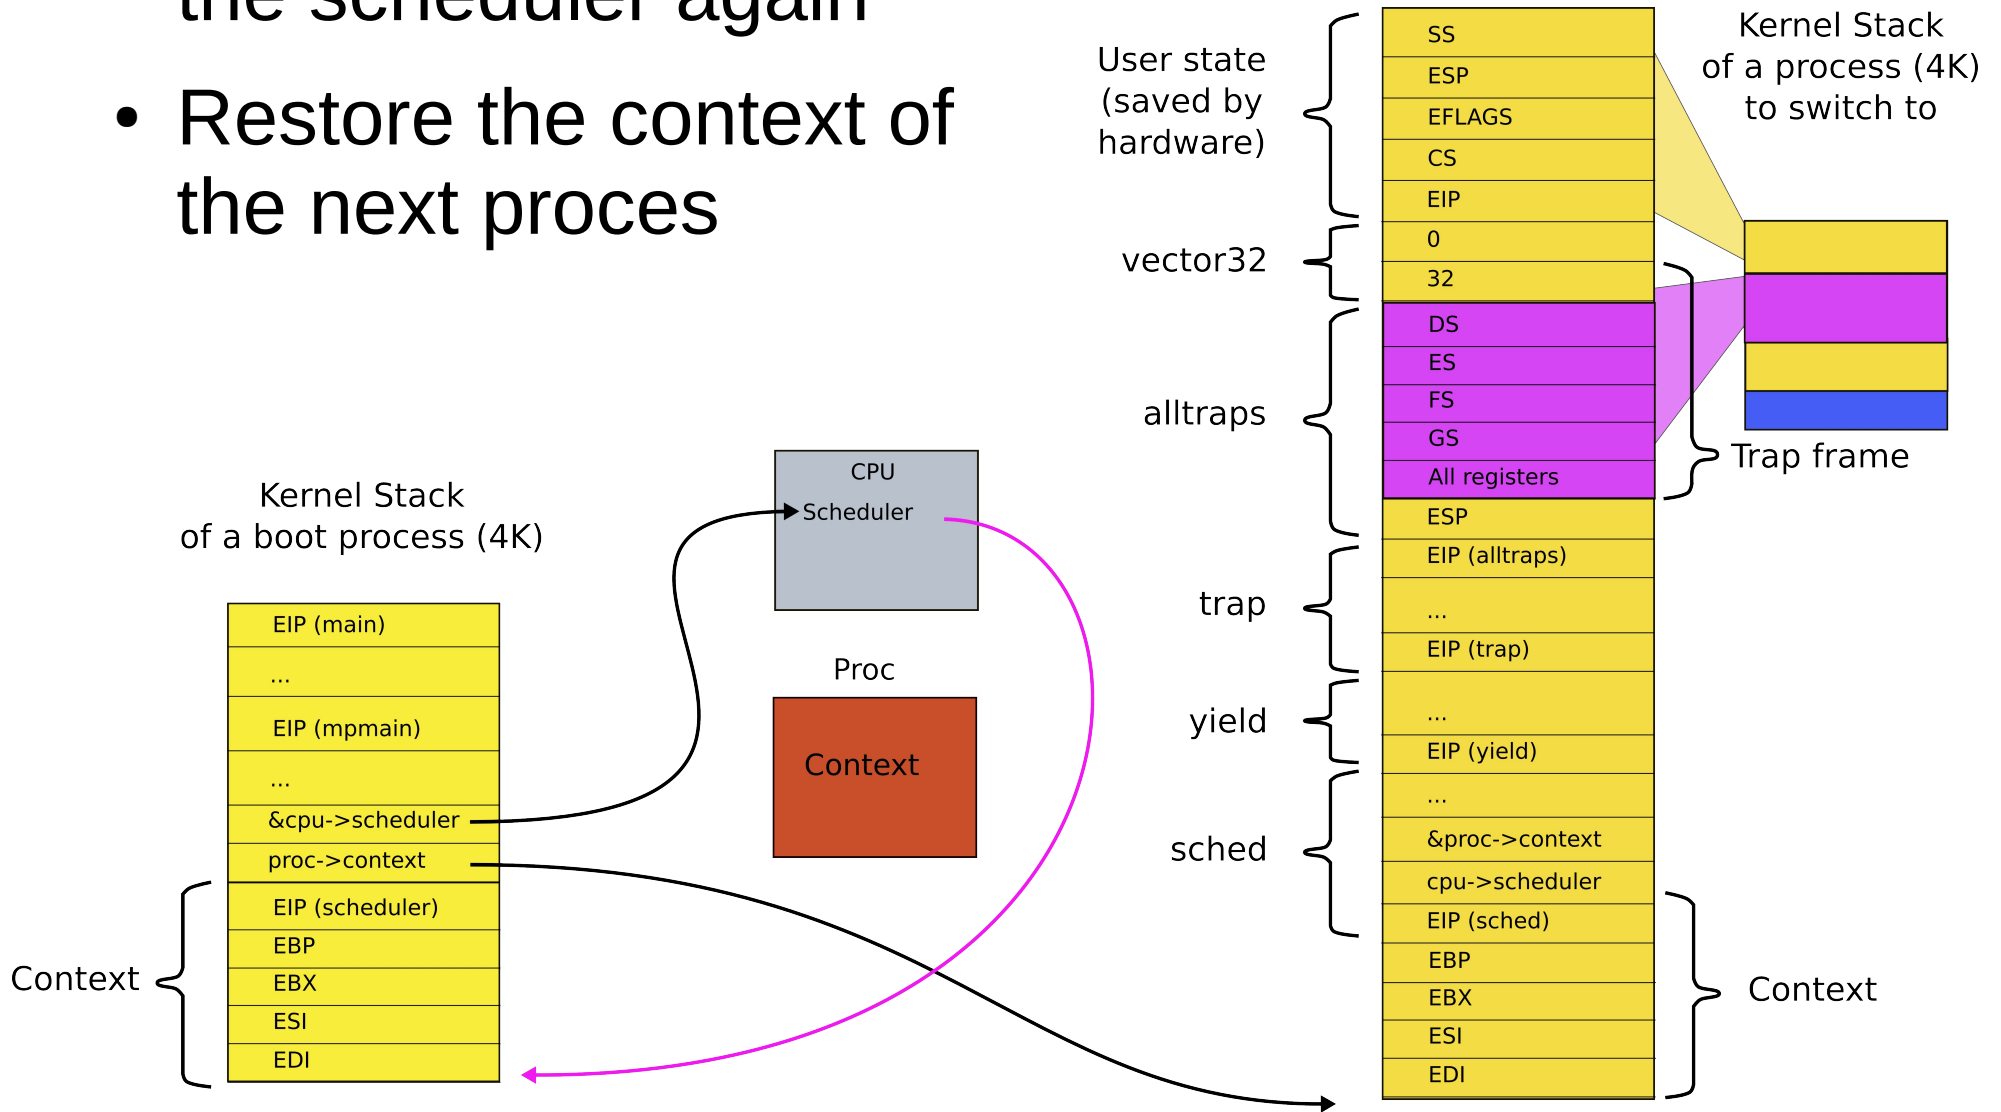 the scheduler again
• Restore the context of
the next proces
User state
(saved by
hardware)
vector32
alltraps
trap
yield
sched
SS
ESP
EFLAGS
CS
EIP
0
32
DS
ES
FS
GS
All registers
ESP
EIP (alltraps)
...
EIP (trap)
...
EIP (yield)
...
&proc->context
cpu->scheduler
EIP (sched)
EBP
EBX
ESI
EDI
Kernel Stack
of a process (4K)
to switch to
Trap frame
Context
Kernel Stack
of a boot process (4K)
EIP (main)
...
EIP (mpmain)
...
&cpu->scheduler
proc->context
EIP (scheduler)
EBP
EBX
ESI
EDI
Context
CPU
Scheduler
Proc
Context